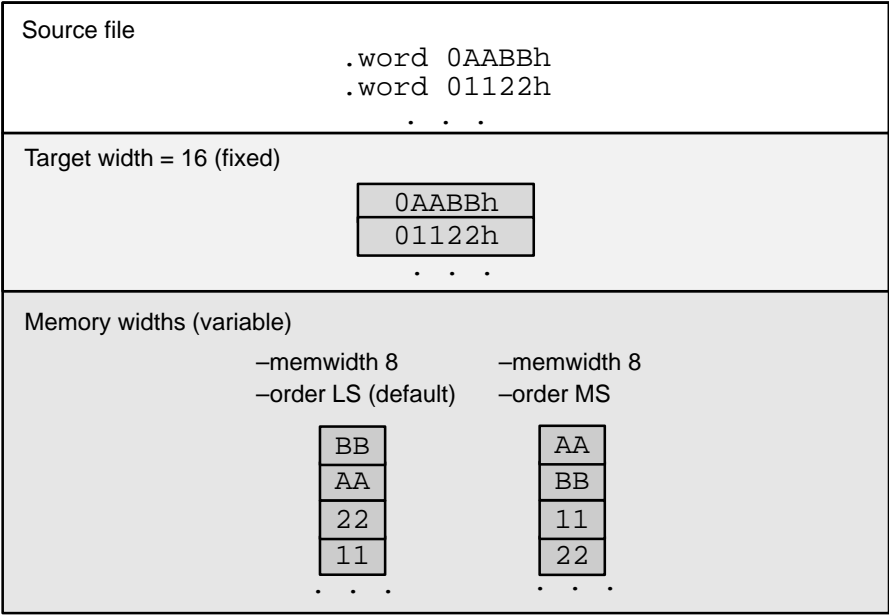 Source file
.word 0AABBh
.word 01122h
. . .
Target width = 16 (fixed)
0AABBh
01122h
. . .
Memory widths (variable)
–memwidth 8
–order LS (default)
BB
AA
22
11
. . .
–memwidth 8
–order MS
AA
BB
11
22
. . .